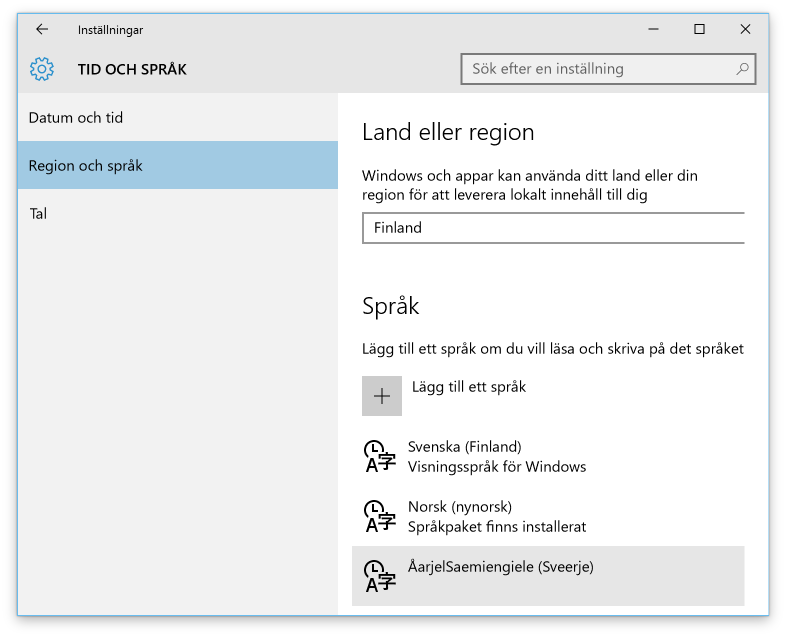 Inställningar
TID OCH SPRÅK
Sök efter en inställning
Datum och tid
Region och språk
Tal
Land eller region
Windows och appar kan använda ditt land eller din
region för att leverera lokalt innehåll till dig
Finland
Språk
Lägg till ett språk om du vill läsa och skriva på det språket
Lägg till ett språk
A字
Svenska (Finland)
Visningsspråk för Windows
A字
Norsk (nynorsk)
Språkpaket finns installerat
A字
ÅarjelSaemiengiele (Sveerje)